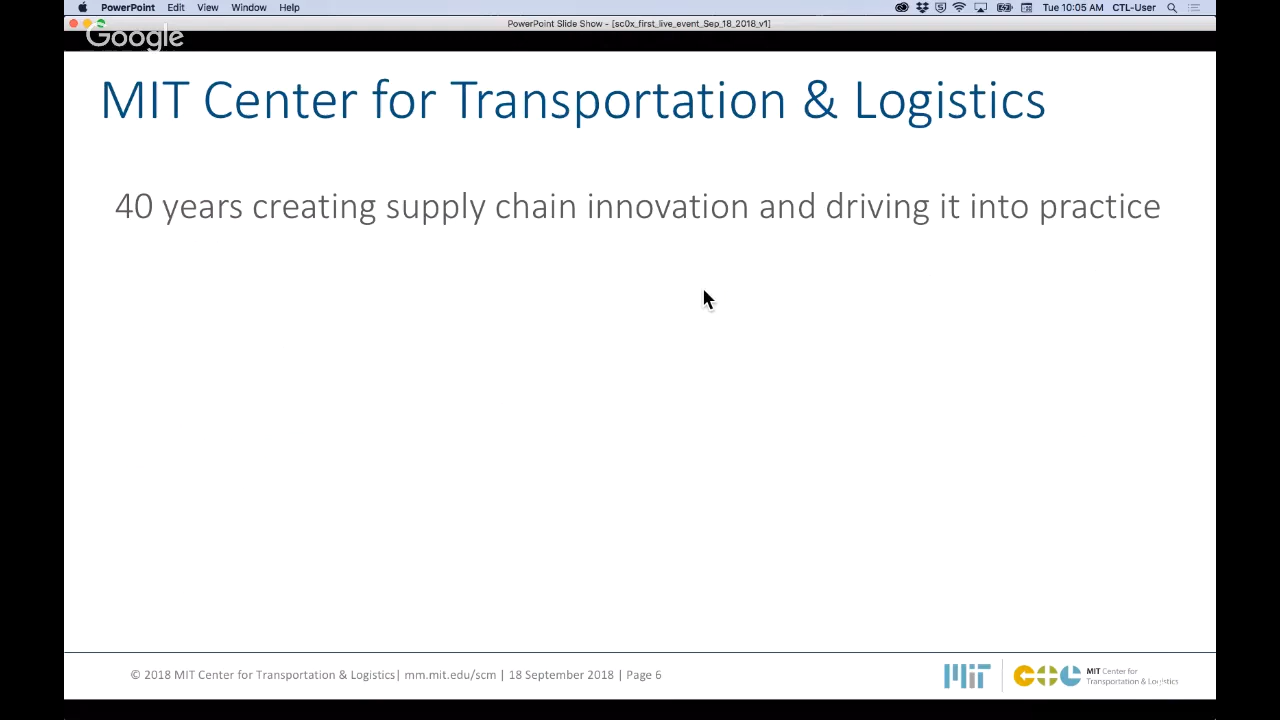 PowerPoint Edit View Window Help Tue 10:05 AM CTL-User
PowerPoint Slide Show - [sc0x_first_live_event_Sep_18_2018_v1]
Google
MIT Center for Transportation & Logistics
40 years creating supply chain innovation and driving it into practice
© 2018 MIT Center for Transportation & Logistics| mm.mit.edu/scm | 18 September 2018 | Page 6
MIT
CTL
MIT Center for
Transportation & Logistics